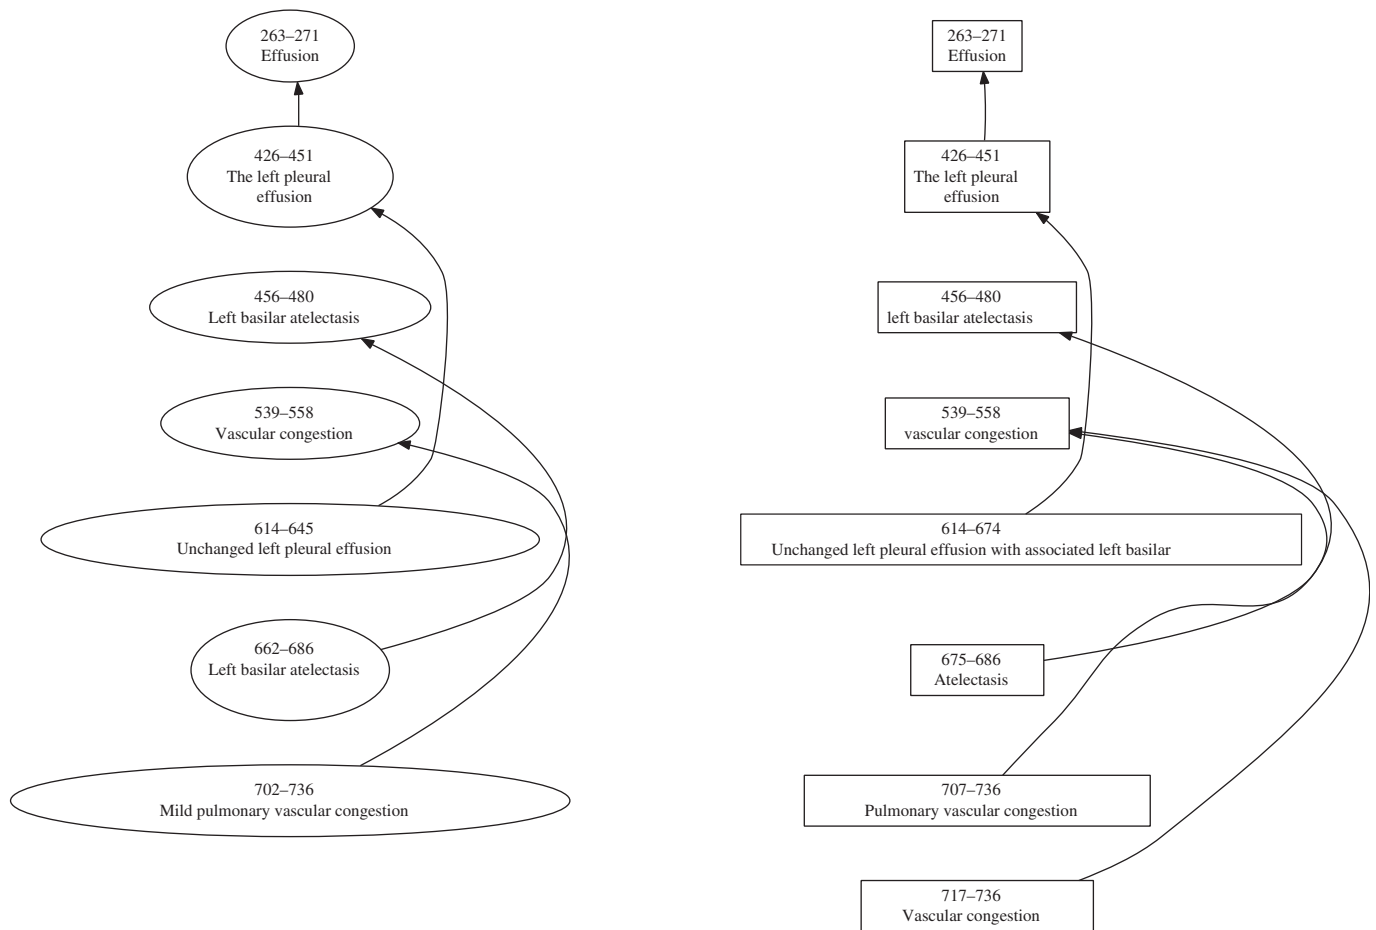 263–271
Effusion
426–451
The left pleural
effusion
456–480
Left basilar atelectasis
539–558
Vascular congestion
614–645
Unchanged left pleural effusion
662–686
Left basilar atelectasis
702–736
Mild pulmonary vascular congestion
263–271
Effusion
426–451
The left pleural
effusion
456–480
left basilar atelectasis
539–558
vascular congestion
614–674
Unchanged left pleural effusion with associated left basilar
675–686
Atelectasis
707–736
Pulmonary vascular congestion
717–736
Vascular congestion